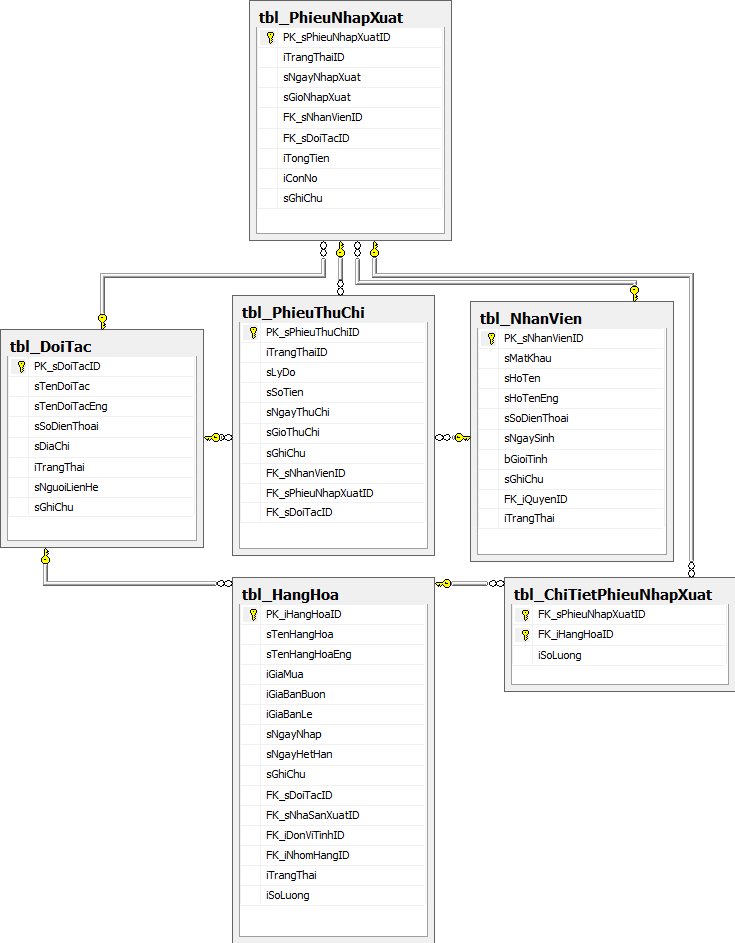 tbl_PhieuNhapXuat
PK_sPhieuNhapXuatID
iTrangThaiID
sNgayNhapXuat
sGioNhapXuat
FK_sNhanVienID
FK_sDoiTacID
iTongTien
iConNo
sGhiChu
tbl_DoiTac
PK_sDoiTacID
sTenDoiTac
sTenDoiTacEng
sSoDienThoai
sDiaChi
iTrangThai
sNguoiLienHe
sGhiChu
tbl_PhieuThuChi
PK_sPhieuThuChiID
iTrangThaiID
sLyDo
sSoTien
sNgayThuChi
sGioThuChi
sGhiChu
FK_sNhanVienID
FK_sPhieuNhapXuatID
FK_sDoiTacID
tbl_NhanVien
PK_sNhanVienID
sMatKhau
sHoTen
sHoTenEng
sSoDienThoai
sNgaySinh
bGioiTinh
sGhiChu
FK_iQuyenID
iTrangThai
tbl_HangHoa
PK_iHangHoaID
sTenHangHoa
sTenHangHoaEng
iGiaMua
iGiaBanBuon
iGiaBanLe
sNgayNhap
sNgayHetHan
sGhiChu
FK_sDoiTacID
FK_sNhaSanXuatID
FK_iDonViTinhID
FK_iNhomHangID
iTrangThai
iSoLuong
tbl_ChiTietPhieuNhapXuat
FK_sPhieuNhapXuatID
FK_iHangHoaID
iSoLuong